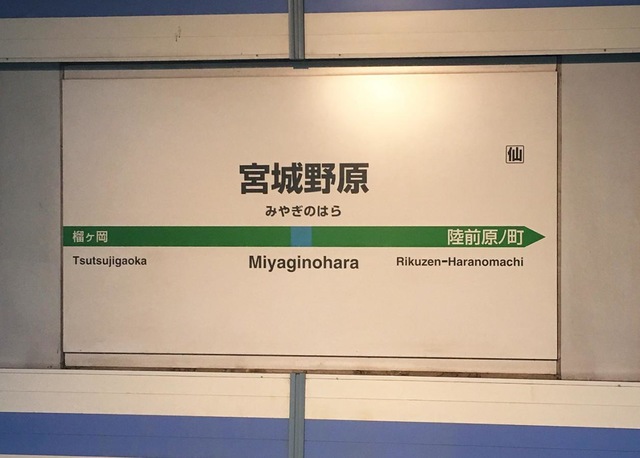 仙
宮城野原
みやぎのはら
榴ヶ岡
陸前原ノ町
Tsutsujigaoka
Miyaginohara
Rikuzen-Haranomachi